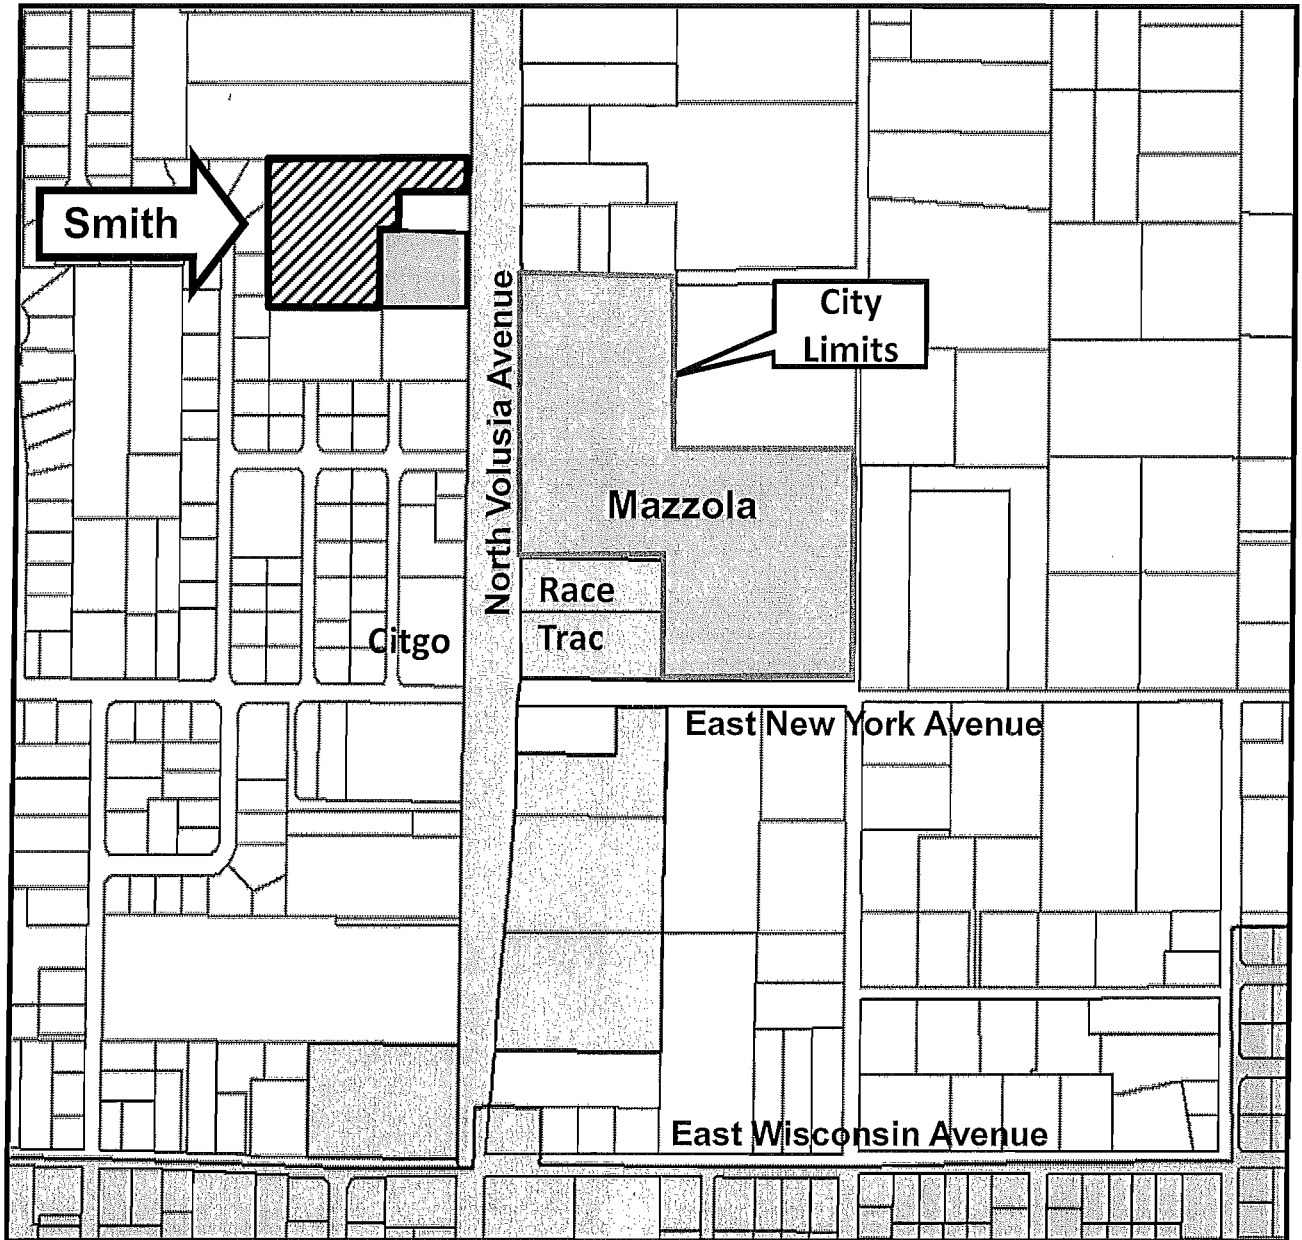 Smith
City
Limits
North Volusia Avenue
Mazzola
Race
Trac
Citgo
East New York Avenue
East Wisconsin Avenue